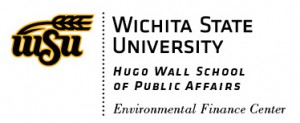 WSU
WICHITA STATE
UNIVERSITY
HUGO WALL SCHOOL
OF PUBLIC AFFAIRS
Environmental Finance Center